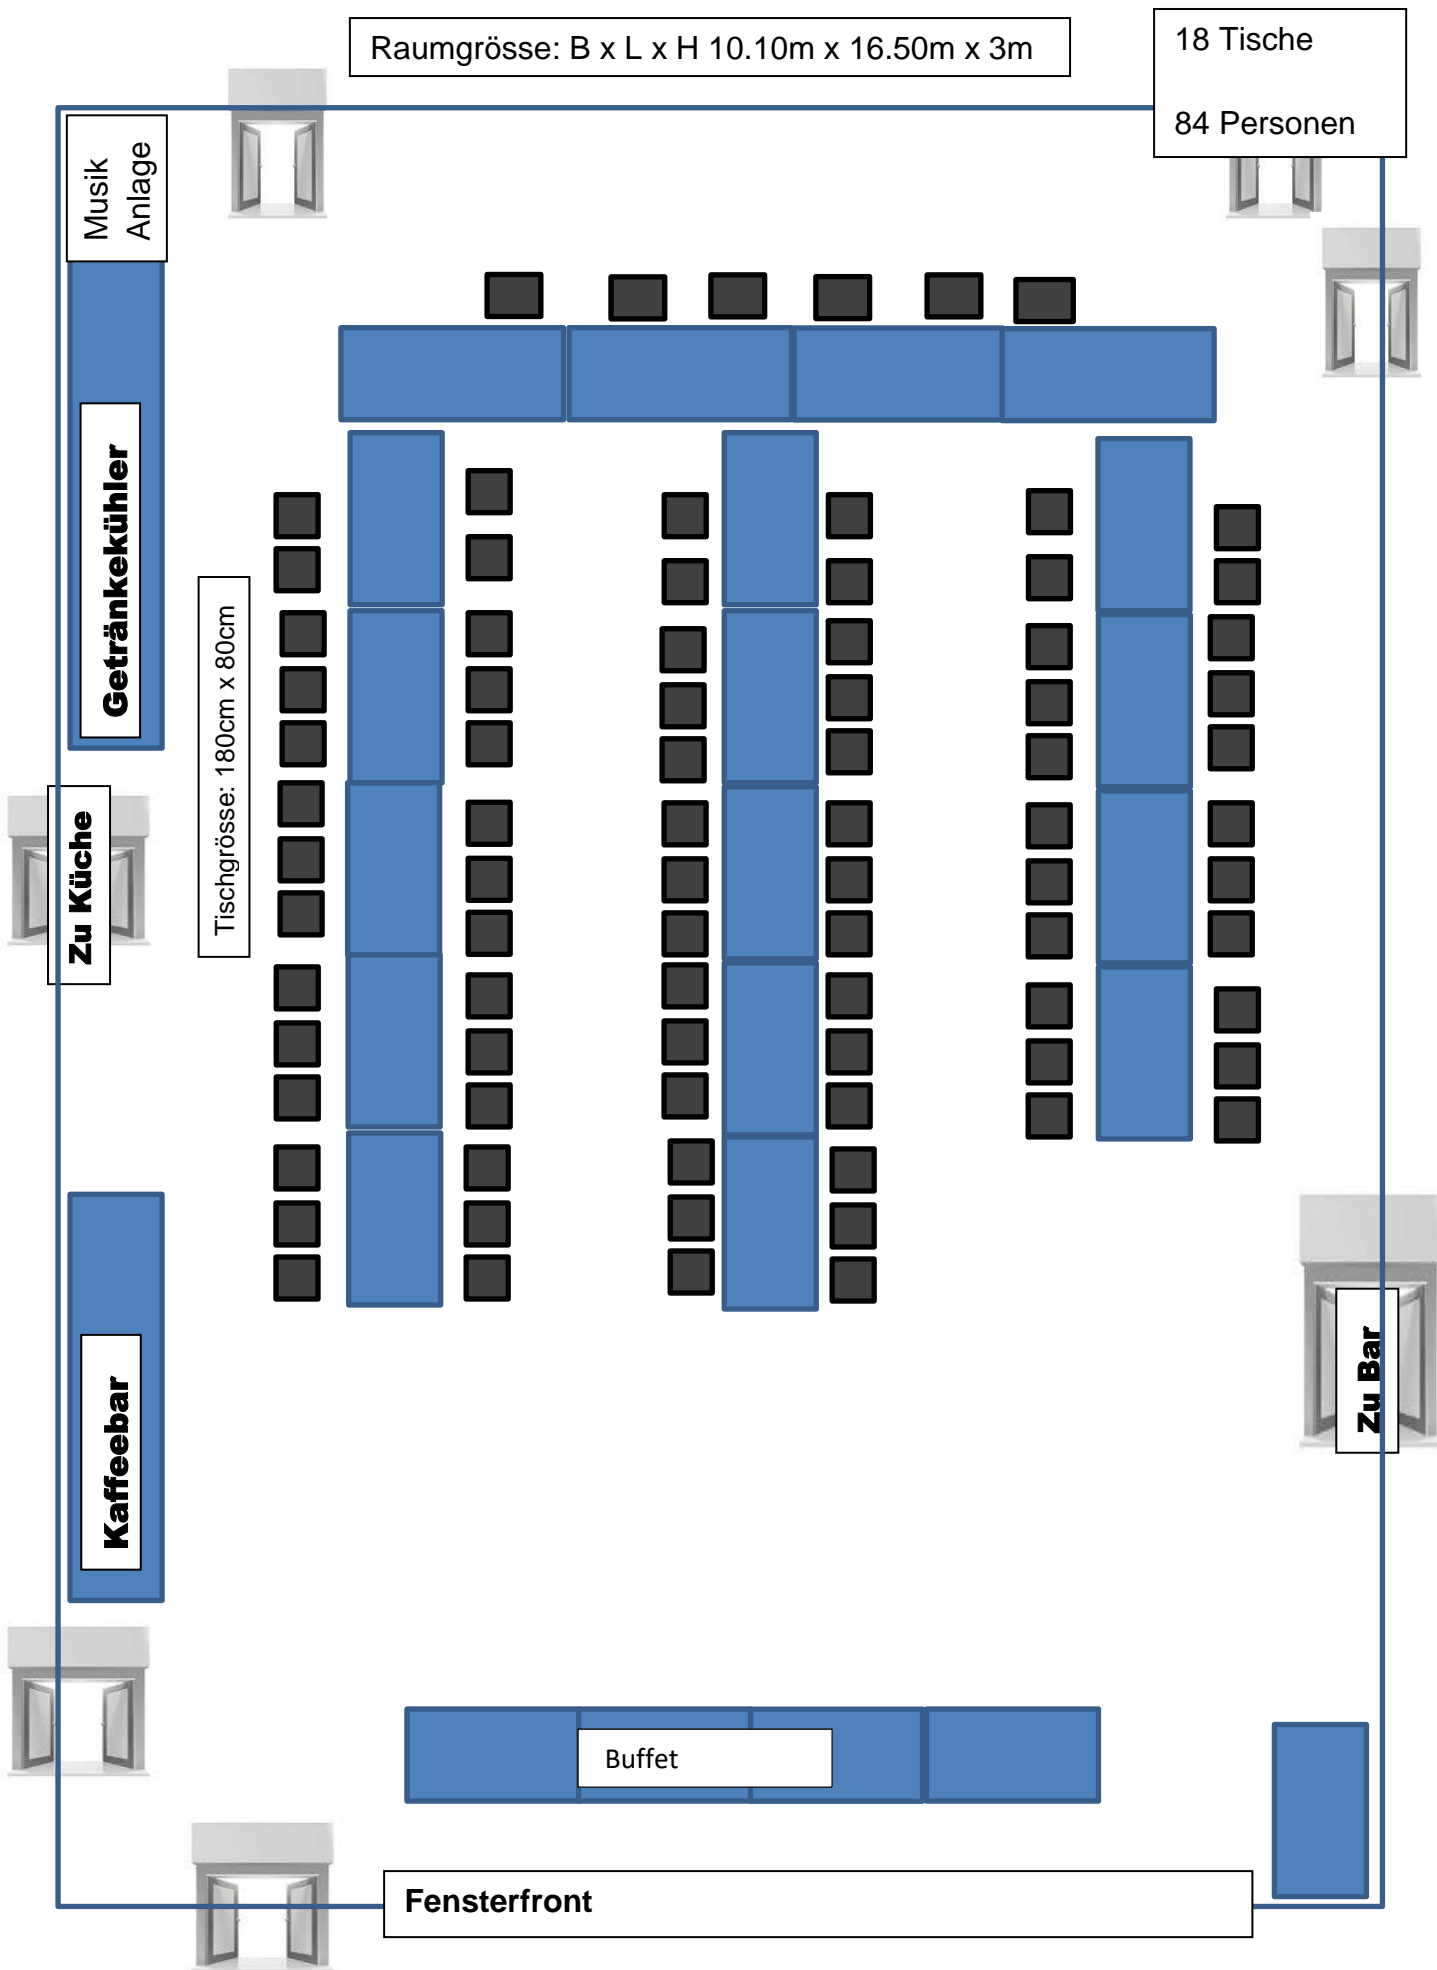 Raumgrösse: B x L x H 10.10m x 16.50m x 3m
18 Tische
84 Personen
Musik
Anlage
Getränkekühler
Tischgrösse: 180cm x 80cm
Zu Küche
Kaffeebar
Zu Bar
Buffet
Fensterfront